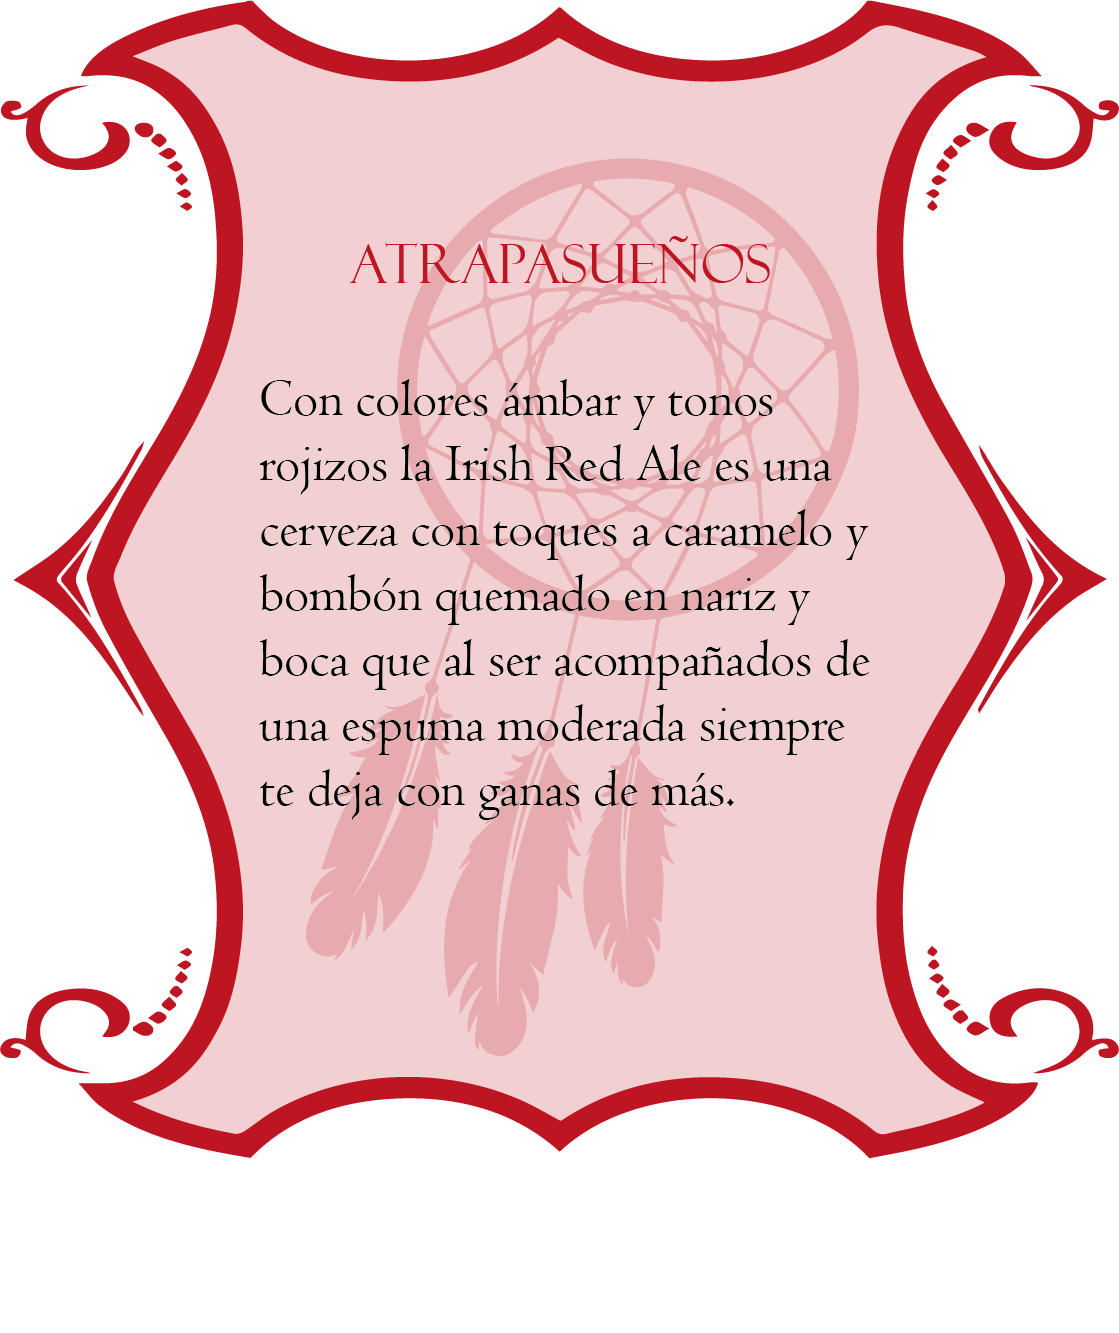 ATRAPASUEÑOS
Con colores ámbar y tonos
rojizos la Irish Red Ale es una
cerveza con toques a caramelo y
bombón quemado en nariz y
boca que al ser acompañados de
una espuma moderada siempre
te deja con ganas de más.